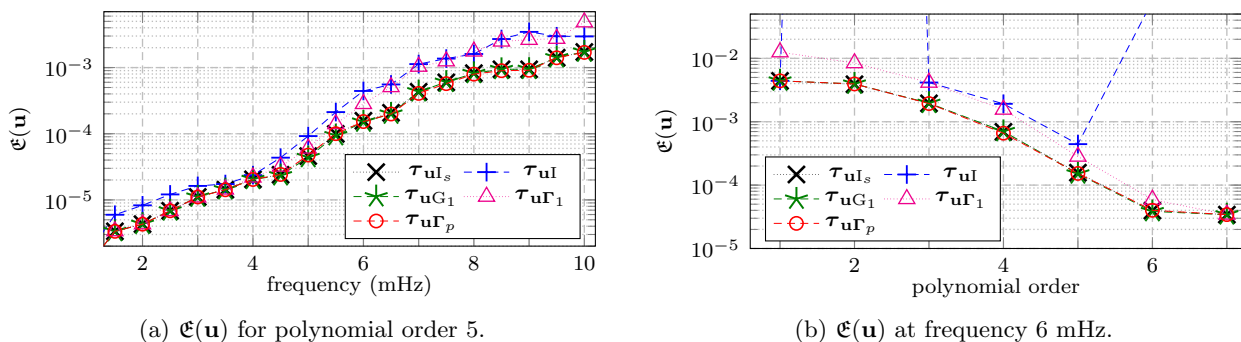 10⁻³
10⁻⁴
10⁻⁵
𝕰(𝐮)
2 4 6 8 10
frequency (mHz)
τ_{uI_s} τ_{uI}
τ_{uG_1} τ_{uΓ_1}
τ_{uΓ_p}
(a) 𝕰(𝐮) for polynomial order 5.
10⁻²
10⁻³
10⁻⁴
10⁻⁵
𝕰(𝐮)
2 4 6
polynomial order
τ_{uI_s} τ_{uI}
τ_{uG_1} τ_{uΓ_1}
τ_{uΓ_p}
(b) 𝕰(𝐮) at frequency 6 mHz.